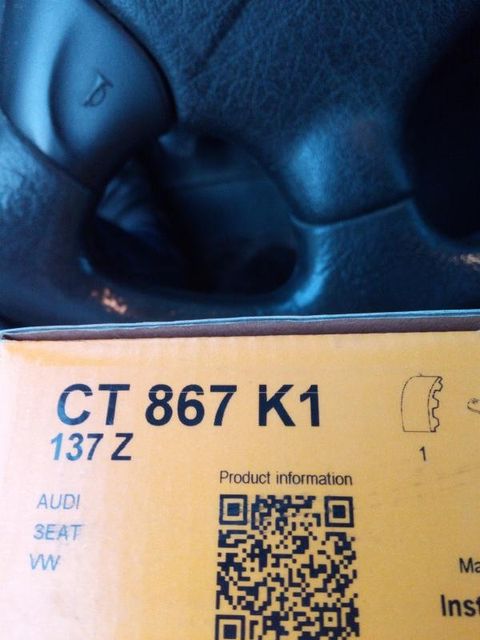 CT 867 K1
137 Z
1
Product information
AUDI
SEAT
VW
Ma
Inst